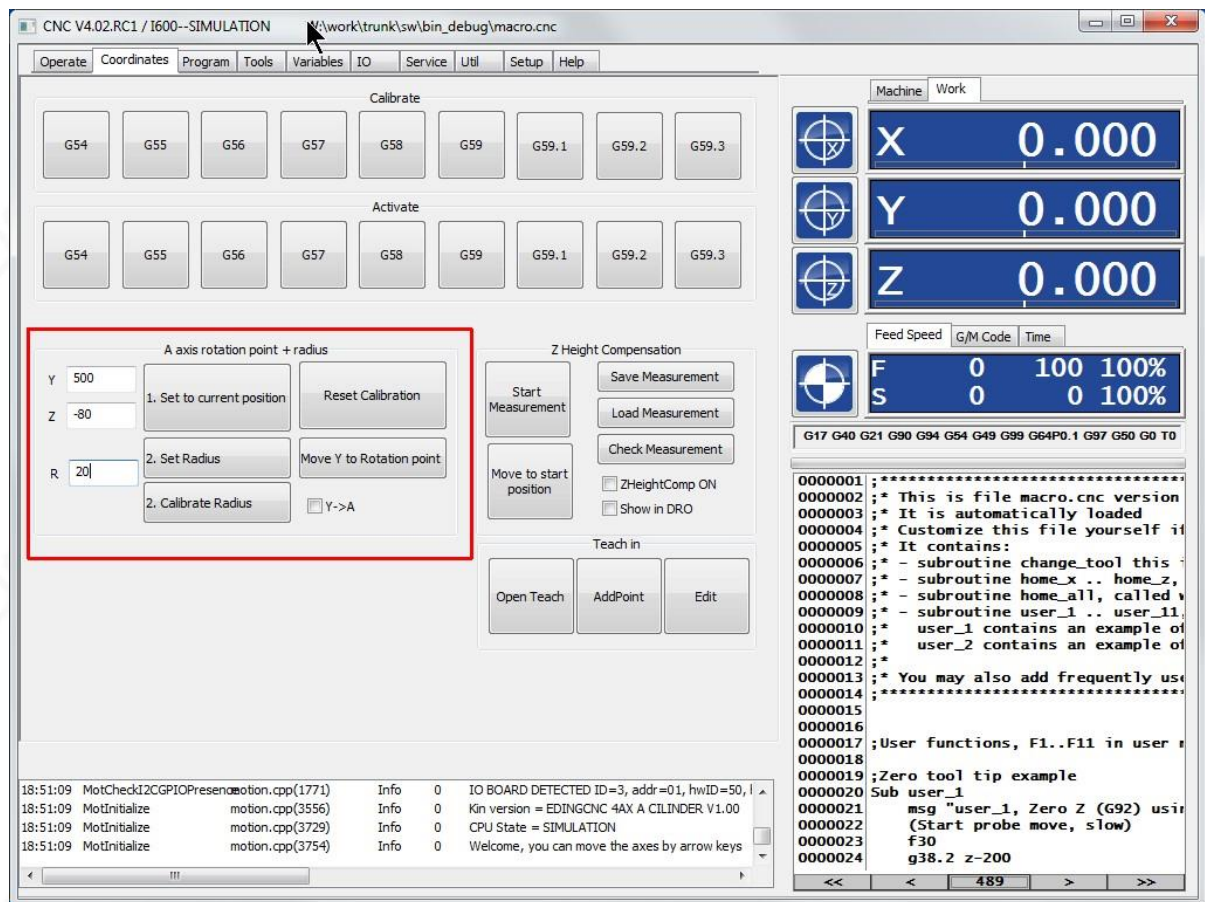 CNC V4.02.RC1 / I600--SIMULATION :\work\trunk\sw\bin_debug\macro.cnc
Operate Coordinates Program Tools Variables IO Service Util Setup Help
Calibrate
G54 G55 G56 G57 G58 G59 G59.1 G59.2 G59.3
Activate
G54 G55 G56 G57 G58 G59 G59.1 G59.2 G59.3
A axis rotation point + radius
Y 500
Z -80
R 20
1. Set to current position
Reset Calibration
2. Set Radius
Move Y to Rotation point
2. Calibrate Radius
Y->A
Z Height Compensation
Start
Measurement
Save Measurement
Load Measurement
Check Measurement
Move to start
position
ZHeightComp ON
Show in DRO
Teach in
Open Teach AddPoint Edit
18:51:09 MotCheckI2CGPIOPresence motion.cpp(1771) Info 0 IO BOARD DETECTED ID=3, addr=01, hwID=50,
18:51:09 MotInitialize motion.cpp(3556) Info 0 Kin version = EDINGCNC 4AX A CILINDER V1.00
18:51:09 MotInitialize motion.cpp(3729) Info 0 CPU State = SIMULATION
18:51:09 MotInitialize motion.cpp(3754) Info 0 Welcome, you can move the axes by arrow keys
Machine Work
X X 0.000
Y Y 0.000
Z Z 0.000
Feed Speed G/M Code Time
F 0 100 100%
S 0 0 100%
G17 G40 G21 G90 G94 G54 G49 G99 G64P0.1 G97 G50 G0 T0
0000001 ;**********************************
0000002 ;* This is file macro.cnc version
0000003 ;* It is automatically loaded
0000004 ;* Customize this file yourself if
0000005 ;* It contains:
0000006 ;* - subroutine change_tool this
0000007 ;* - subroutine home_x .. home_z,
0000008 ;* - subroutine home_all, called
0000009 ;* - subroutine user_1 .. user_11,
0000010 ;* user_1 contains an example of
0000011 ;* user_2 contains an example of
0000012 ;*
0000013 ;* You may also add frequently use
0000014 ;**********************************
0000015
0000016
0000017 ;User functions, F1..F11 in user
0000018
0000019 ;Zero tool tip example
0000020 Sub user_1
0000021 msg "user_1, Zero Z (G92) usin
0000022 (Start probe move, slow)
0000023 f30
0000024 g38.2 z-200
<< < 489 > >>